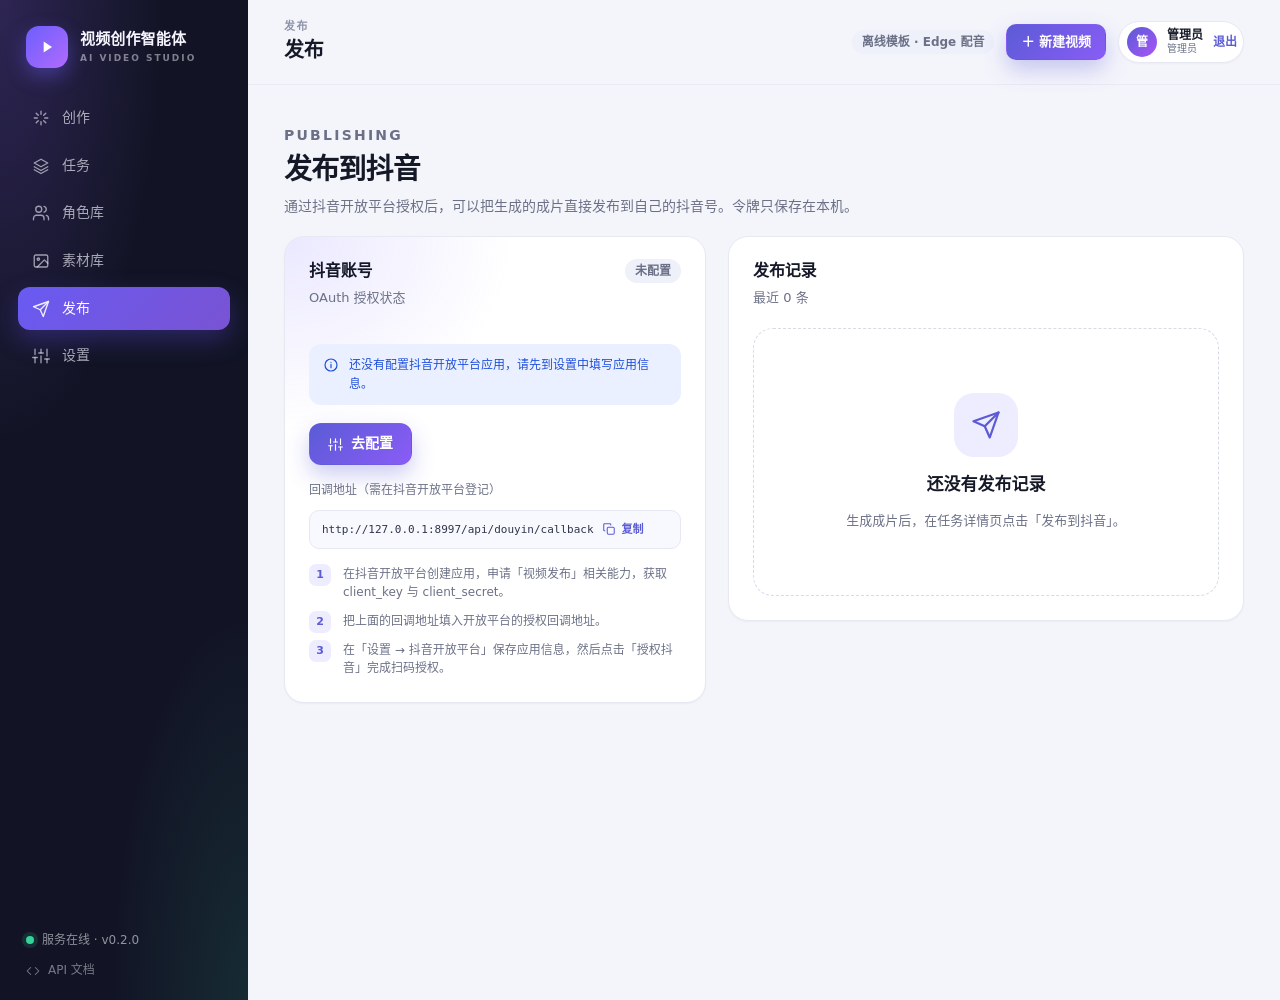 视频创作智能体
AI VIDEO STUDIO
创作
任务
角色库
素材库
发布
设置
服务在线 · v0.2.0
API 文档
发布
发布
离线模板 · Edge 配音
新建视频
管
管理员
管理员
退出
PUBLISHING
发布到抖音
通过抖音开放平台授权后，可以把生成的成片直接发布到自己的抖音号。令牌只保存在本机。
抖音账号
未配置
OAuth 授权状态
还没有配置抖音开放平台应用，请先到设置中填写应用信
息。
去配置
回调地址（需在抖音开放平台登记）
http://127.0.0.1:8997/api/douyin/callback
复制
1 在抖音开放平台创建应用，申请「视频发布」相关能力，获取
client_key 与 client_secret。
2 把上面的回调地址填入开放平台的授权回调地址。
3 在「设置 → 抖音开放平台」保存应用信息，然后点击「授权抖
音」完成扫码授权。
发布记录
最近 0 条
还没有发布记录
生成成片后，在任务详情页点击「发布到抖音」。